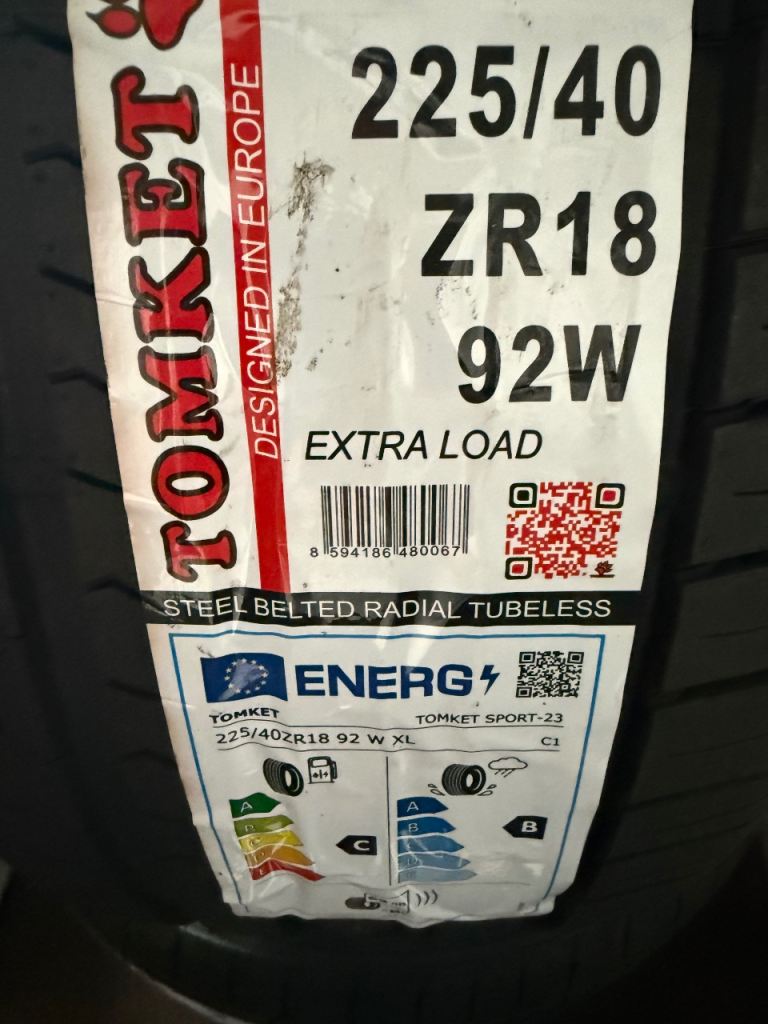 TOMKET
DESIGNED IN EUROPE
225/40
ZR18
92W
EXTRA LOAD
8 594186 480067
STEEL BELTED RADIAL TUBELESS
ENERG
TOMKET TOMKET SPORT-23
225/40ZR18 92 W XL C1
A
B
C
D
E
C
A
B
C
D
E
B